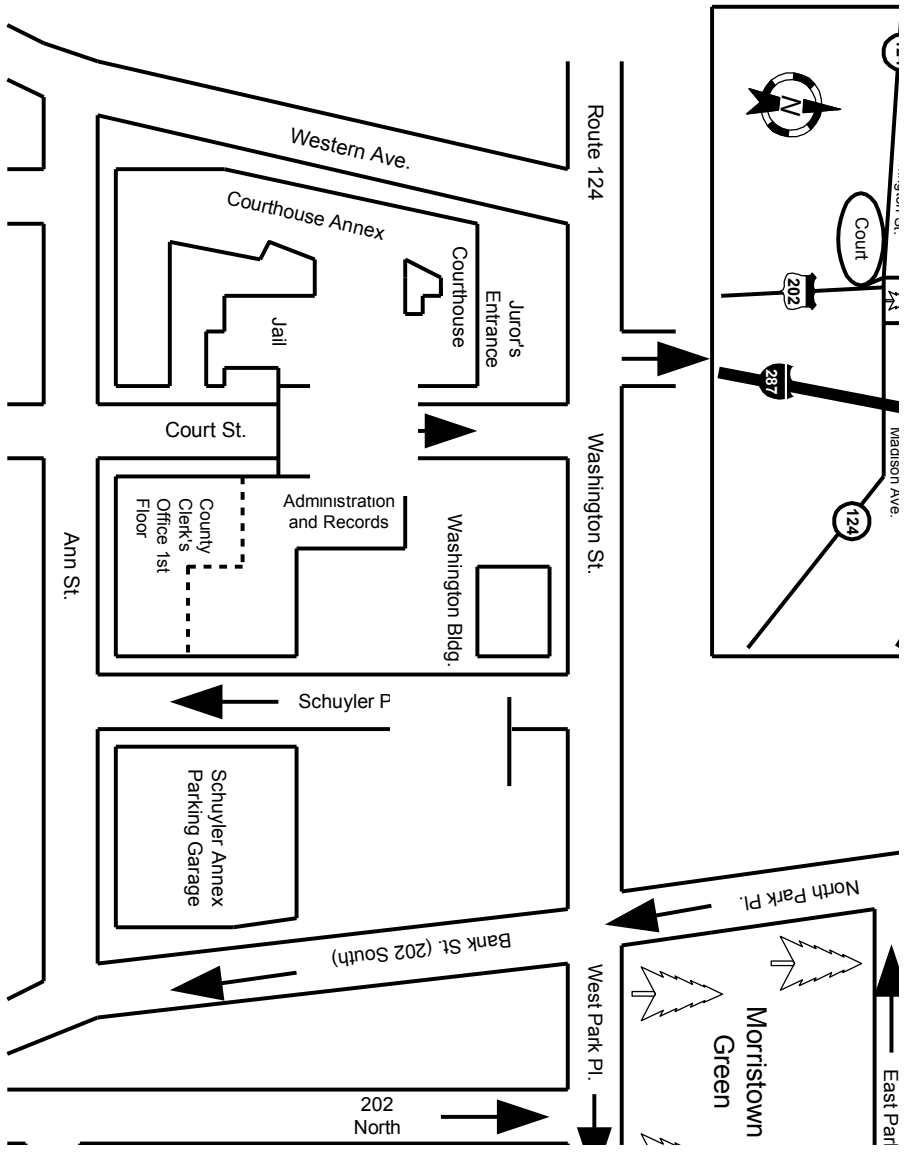 Western Ave.
Route 124
Courthouse Annex
Courthouse
Juror's
Entrance
Jail
Court St.
Washington St.
County
Clerk's
Office 1st
Floor
Administration
and Records
Washington Bldg.
Ann St.
Schuyler P
Schuyler Annex
Parking Garage
Bank St. (202 South)
North Park Pl.
West Park Pl.
Morristown
Green
East Par
202
North
N
Court
202
287
Madison Ave.
124